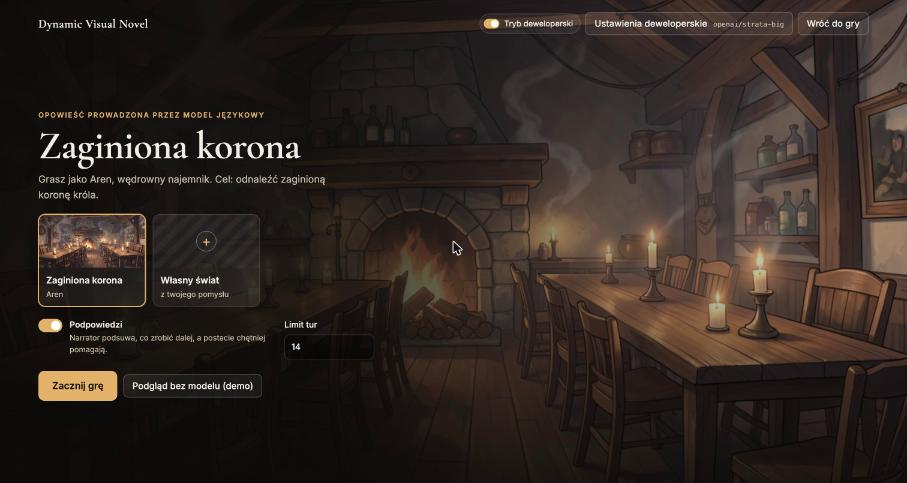 Dynamic Visual Novel
Tryb deweloperski
Ustawienia deweloperskie openai/strata-big
Wróć do gry
OPOWIEŚĆ PROWADZONA PRZEZ MODEL JĘZYKOWY
Zaginiona korona
Grasz jako Aren, wędrowny najemnik. Cel: odnaleźć zaginioną
koronę króla.
Zaginiona korona
Aren
+
Własny świat
z twojego pomysłu
Podpowiedzi
Narrator podsuwa, co zrobić dalej, a postacie chętniej
pomagają.
Limit tur
14
Zacznij grę
Podgląd bez modelu (demo)